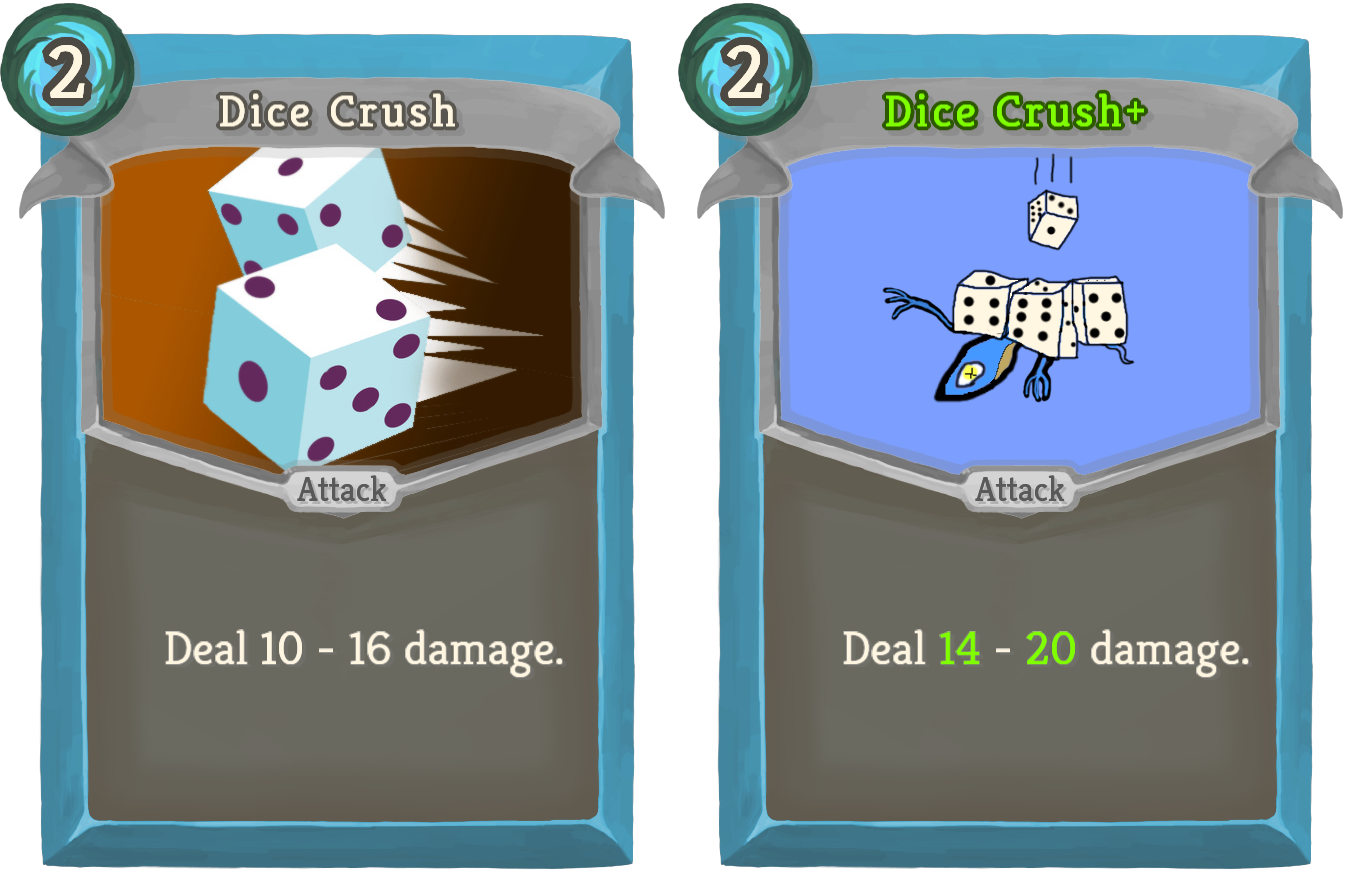 2
Dice Crush
Attack
Deal 10 - 16 damage.
2
Dice Crush+
Attack
Deal 14 - 20 damage.